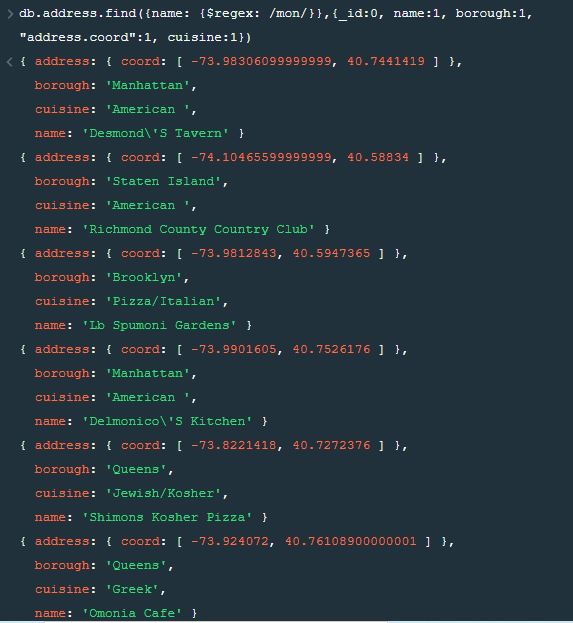 > db.address.find({name: {$regex: /mon/}},{_id:0, name:1, borough:1,
"address.coord":1, cuisine:1})
< { address: { coord: [ -73.98306099999999, 40.7441419 ] },
borough: 'Manhattan',
cuisine: 'American ',
name: 'Desmond\'S Tavern' }
{ address: { coord: [ -74.10465599999999, 40.58834 ] },
borough: 'Staten Island',
cuisine: 'American ',
name: 'Richmond County Country Club' }
{ address: { coord: [ -73.9812843, 40.5947365 ] },
borough: 'Brooklyn',
cuisine: 'Pizza/Italian',
name: 'Lb Spumoni Gardens' }
{ address: { coord: [ -73.9901605, 40.7526176 ] },
borough: 'Manhattan',
cuisine: 'American ',
name: 'Delmonico\'S Kitchen' }
{ address: { coord: [ -73.8221418, 40.7272376 ] },
borough: 'Queens',
cuisine: 'Jewish/Kosher',
name: 'Shimons Kosher Pizza' }
{ address: { coord: [ -73.924072, 40.76108900000001 ] },
borough: 'Queens',
cuisine: 'Greek',
name: 'Omonia Cafe' }